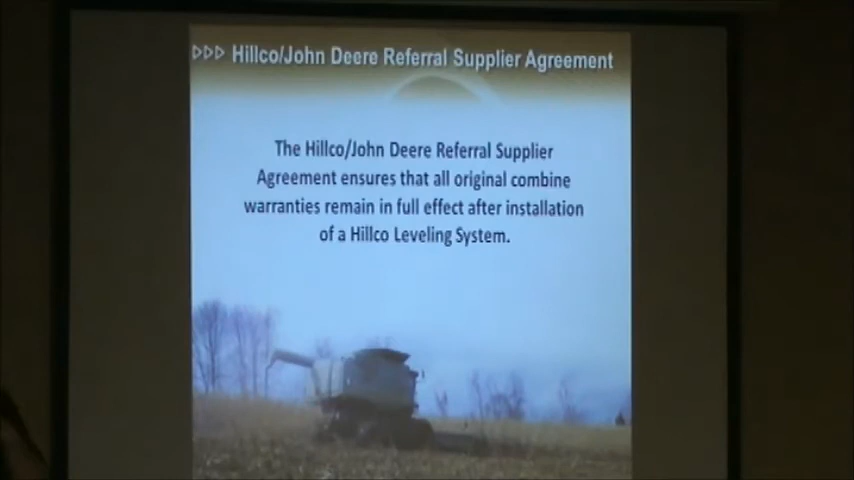 ▷▷▷ Hillco/John Deere Referral Supplier Agreement
The Hillco/John Deere Referral Supplier
Agreement ensures that all original combine
warranties remain in full effect after installation
of a Hillco Leveling System.